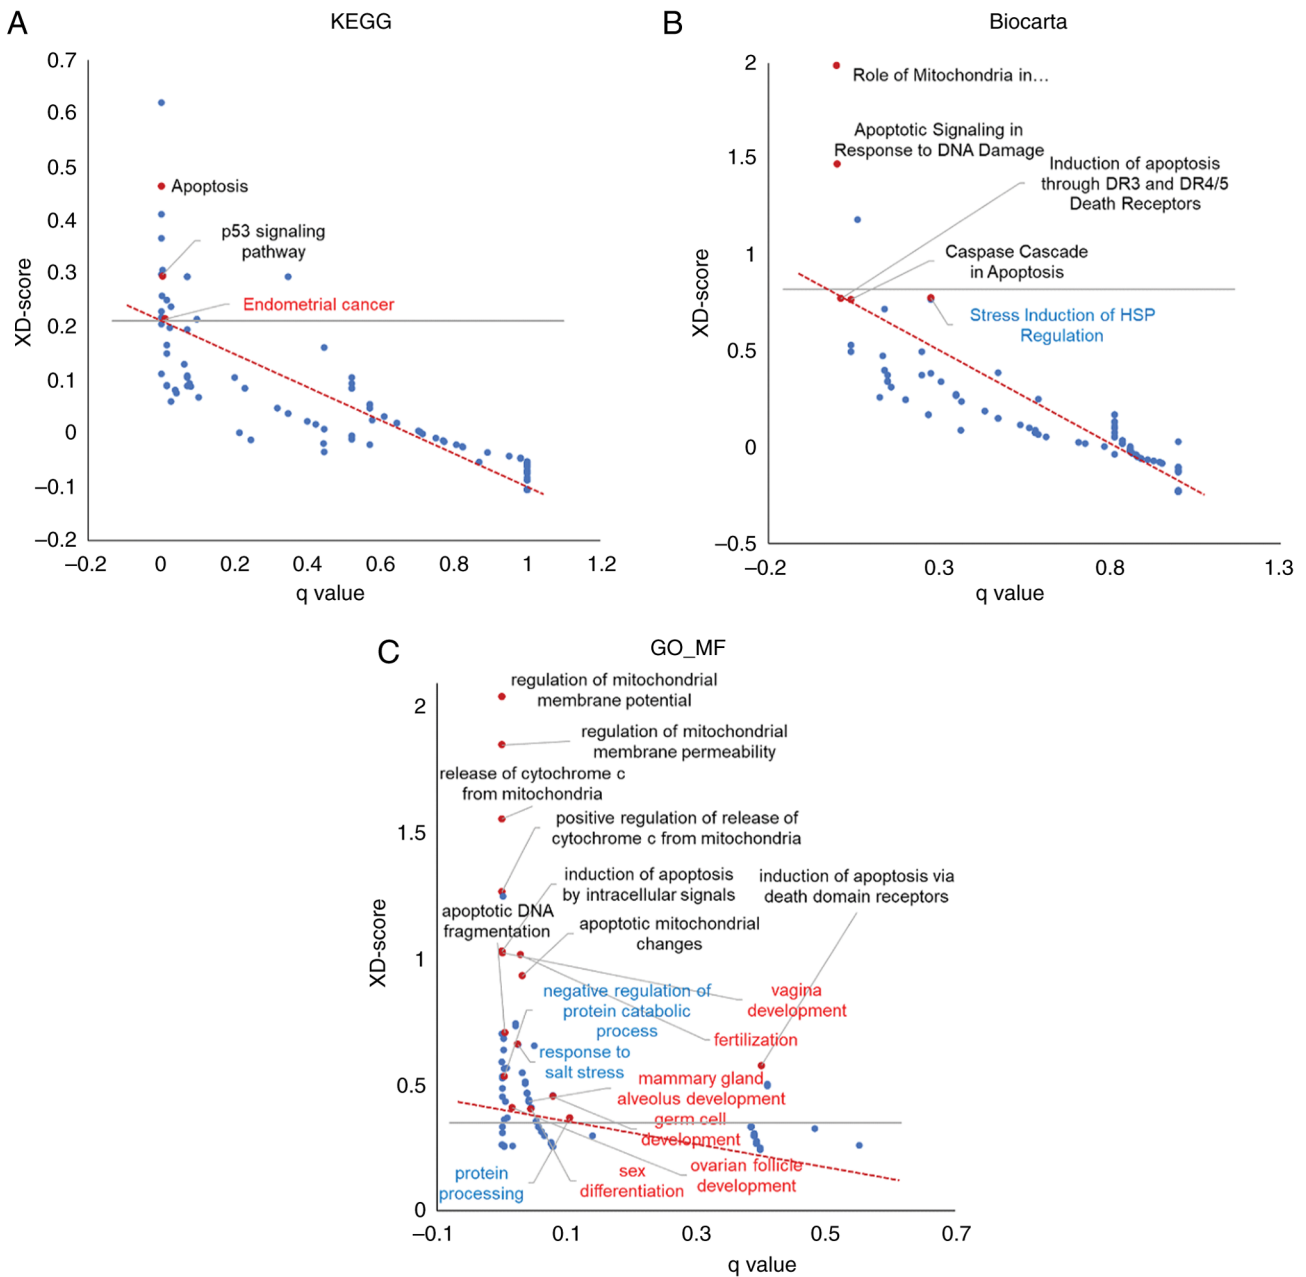 A
KEGG
0.7
0.6
0.5
0.4
0.3
0.2
0.1
0
–0.1
–0.2
XD-score
Apoptosis
p53 signaling
pathway
Endometrial cancer
–0.2
0
0.2
0.4
0.6
0.8
1
1.2
q value
B
Biocarta
2
1.5
1
0.5
0
–0.5
XD-score
Role of Mitochondria in…
Apoptotic Signaling in
Response to DNA Damage
Induction of apoptosis
through DR3 and DR4/5
Death Receptors
Caspase Cascade
in Apoptosis
Stress Induction of HSP
Regulation
–0.2
0.3
0.8
1.3
q value
C
GO_MF
2
1.5
1
0.5
0
XD-score
regulation of mitochondrial
membrane potential
regulation of mitochondrial
membrane permeability
release of cytochrome c
from mitochondria
positive regulation of release of
cytochrome c from mitochondria
induction of apoptosis
by intracellular signals
induction of apoptosis via
death domain receptors
apoptotic DNA
fragmentation
apoptotic mitochondrial
changes
negative regulation of
protein catabolic
process
vagina
development
fertilization
response to
salt stress
mammary gland
alveolus development
germ cell
development
protein
processing
sex
differentiation
ovarian follicle
development
–0.1
0.1
0.3
0.5
0.7
q value